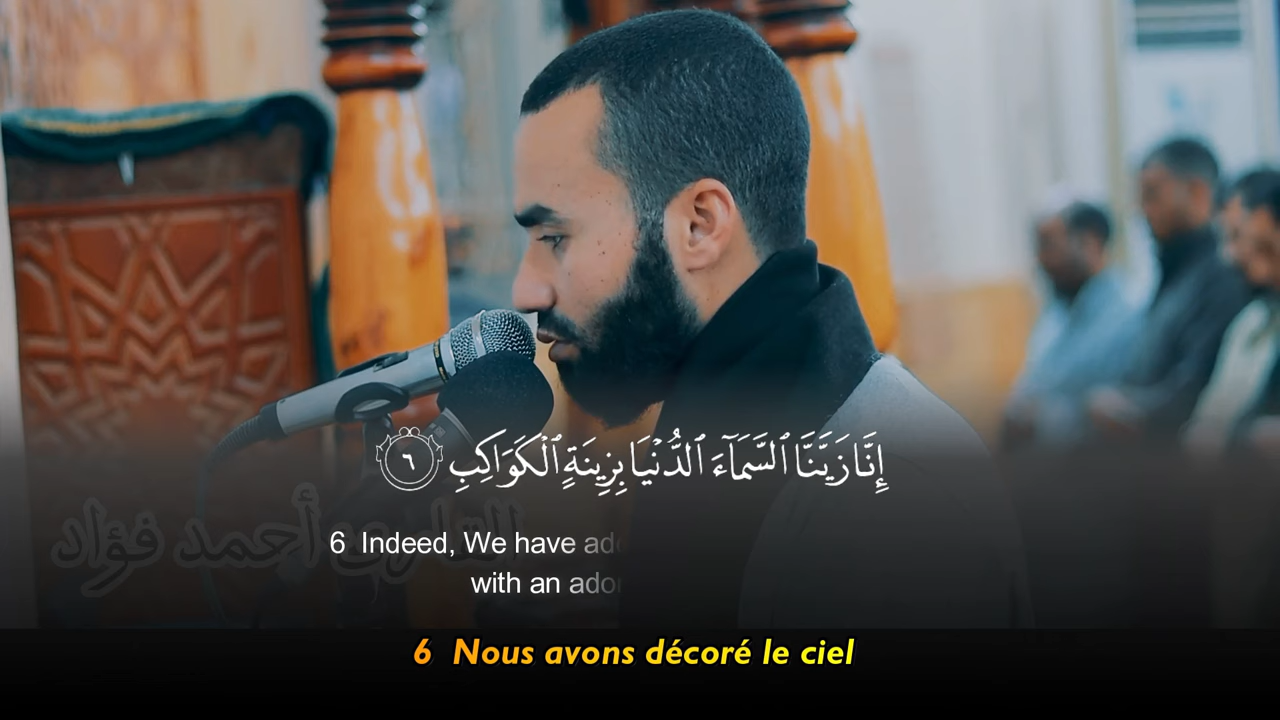 إِنَّا زَيَّنَّا ٱلسَّمَآءَ ٱلدُّنْيَا بِزِينَةٍ ٱلْكَوَاكِبِ ٦
القارئ أحمد فؤاد
6 Indeed, We have
with an
6 Nous avons décoré le ciel